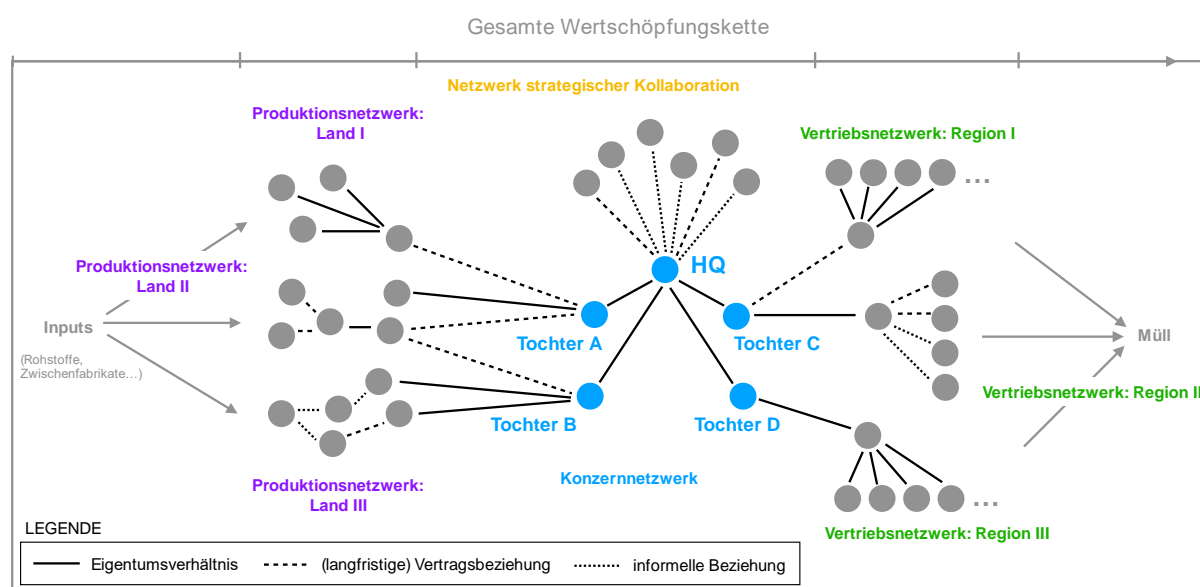 Gesamte Wertschöpfungskette
Netzwerk strategischer Kollaboration
Produktionsnetzwerk:
Land I
Vertriebsnetzwerk: Region I
...
Produktionsnetzwerk:
Land II
HQ
Inputs
(Rohstoffe,
Zwischenfabrikate…)
Tochter A
Tochter C
Müll
Vertriebsnetzwerk: Region II
Tochter B
Tochter D
Konzernnetzwerk
Produktionsnetzwerk:
Land III
...
Vertriebsnetzwerk: Region III
LEGENDE
Eigentumsverhältnis
(langfristige) Vertragsbeziehung
informelle Beziehung